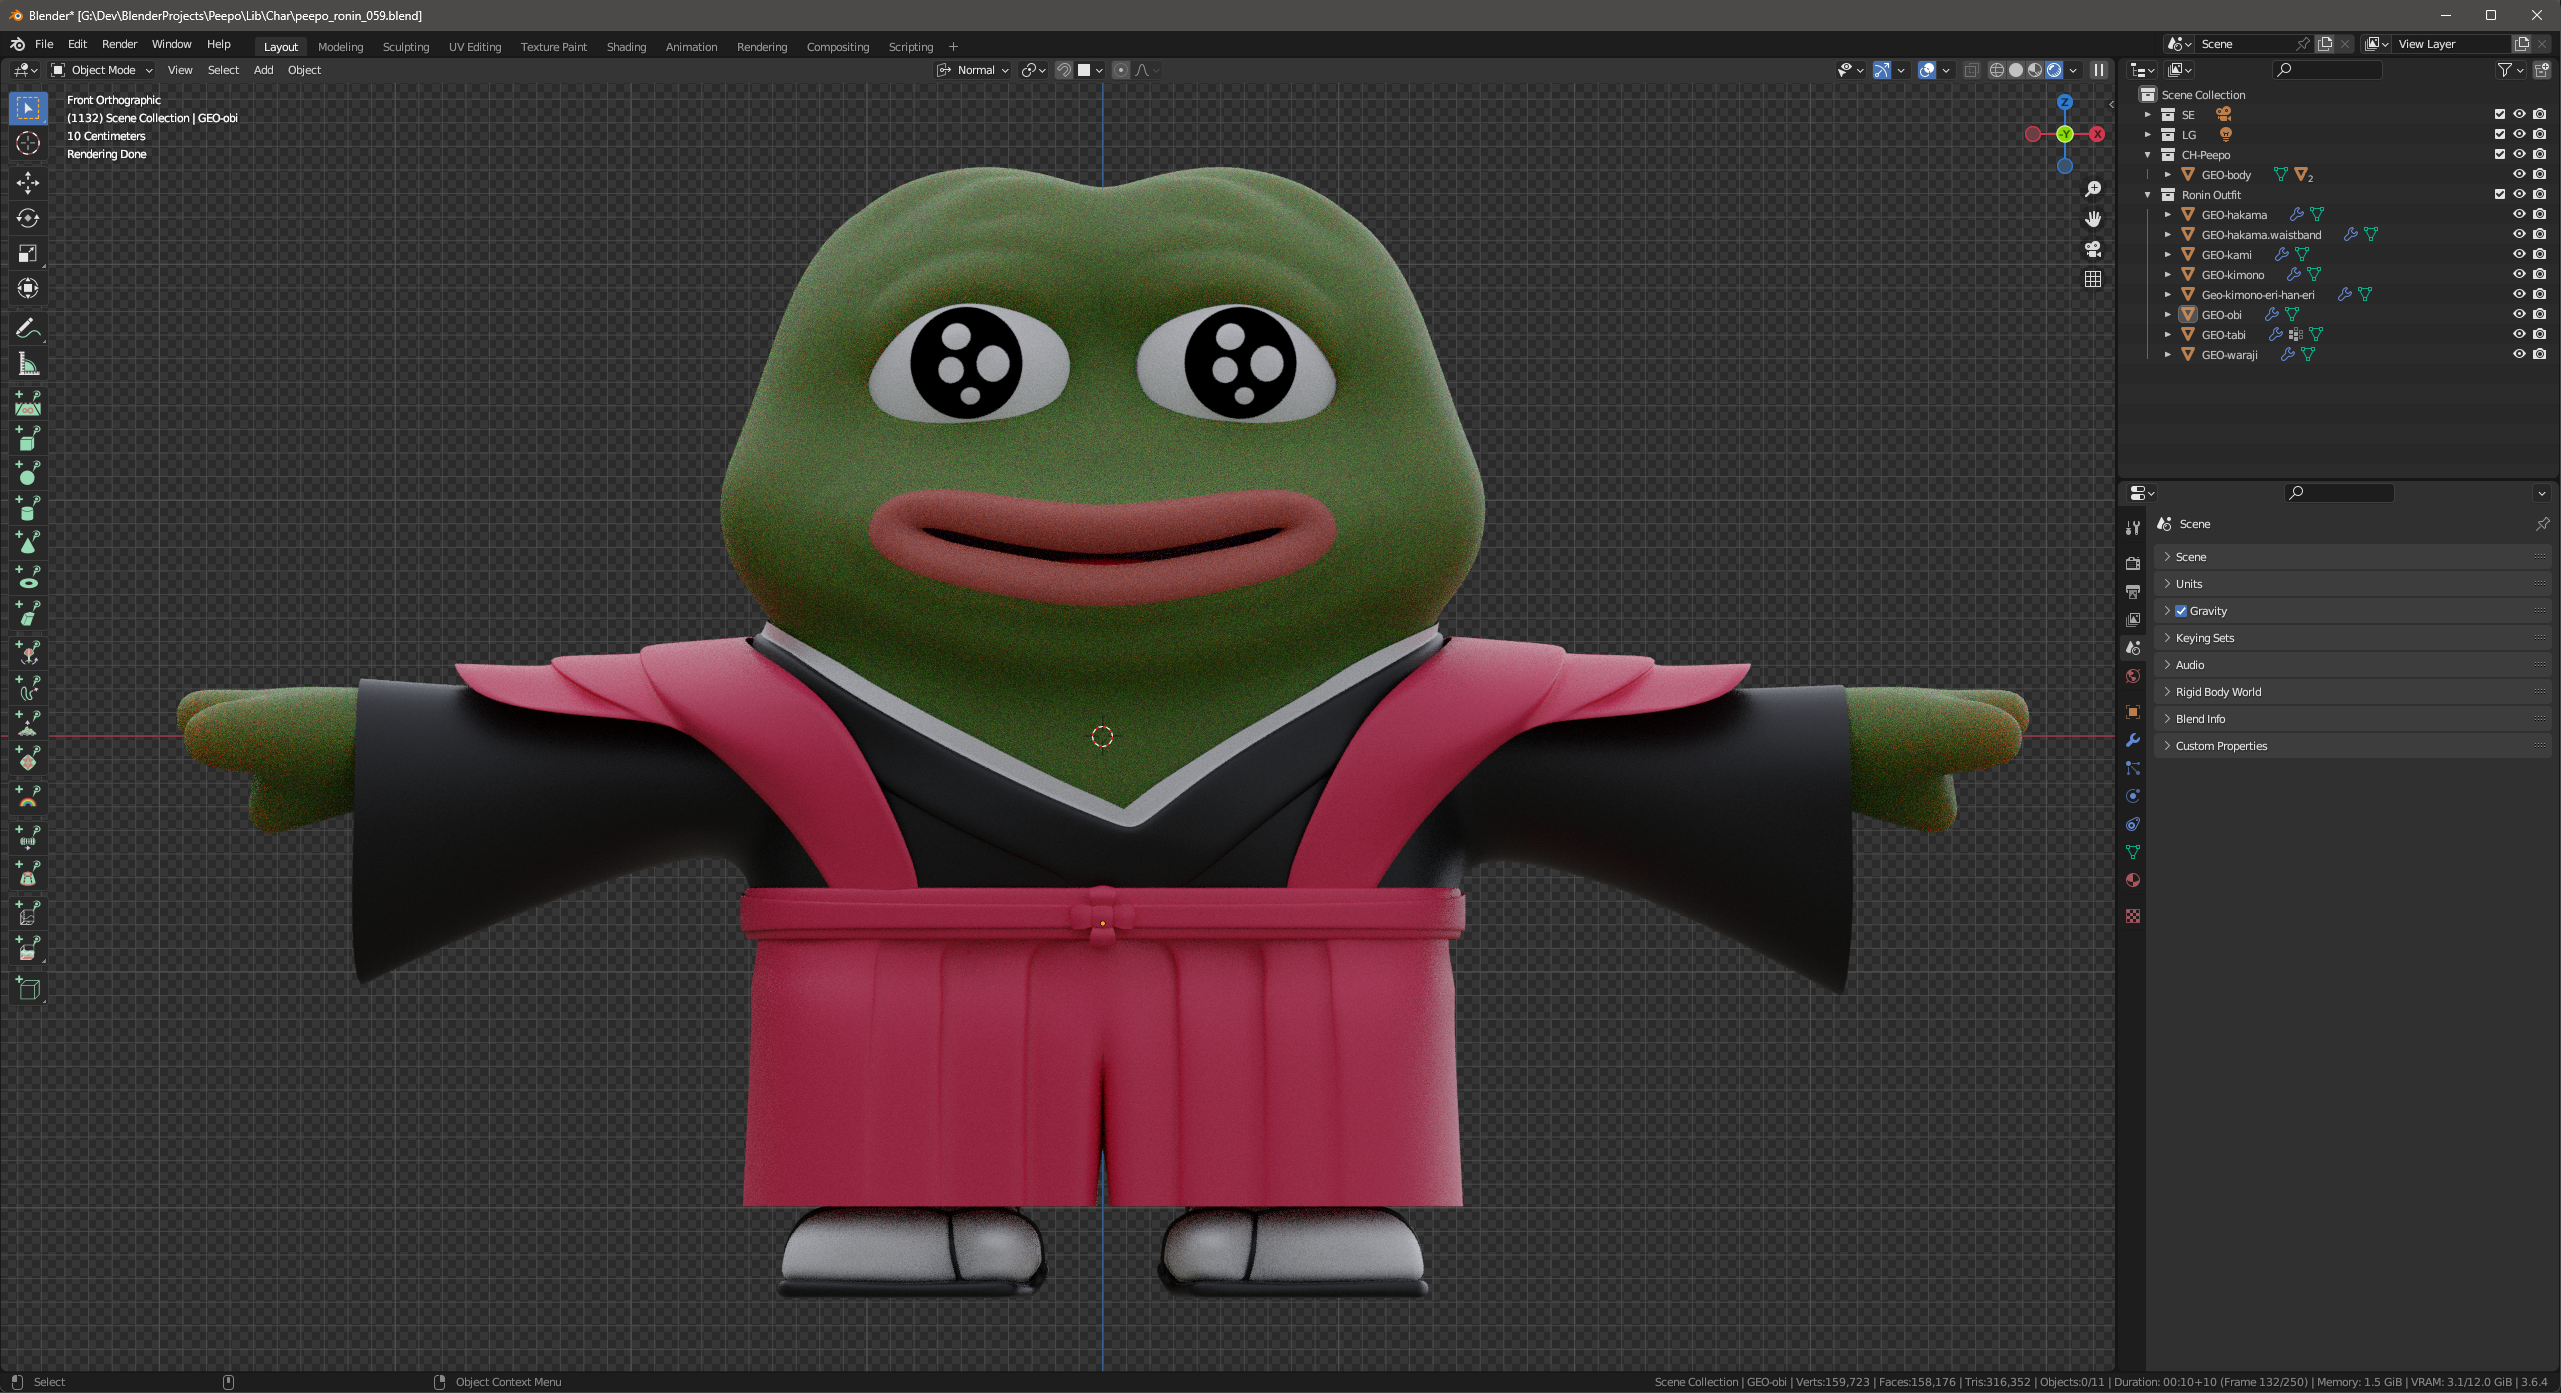 Blender* [G:\Dev\BlenderProjects\Peepo\Lib\Char\peepo_ronin_059.blend]
File Edit Render Window Help Layout Modeling Sculpting UV Editing Texture Paint Shading Animation Rendering Compositing Scripting + Scene View Layer
Object Mode View Select Add Object Normal
Front Orthographic
(1132) Scene Collection | GEO-obi
10 Centimeters
Rendering Done
Z
-Y
X
Scene Collection
SE
LG
CH-Peepo
GEO-body 2
Ronin Outfit
GEO-hakama
GEO-hakama.waistband
GEO-kami
GEO-kimono
Geo-kimono-eri-han-eri
GEO-obi
GEO-tabi
GEO-waraji
Scene
Scene
Units
Gravity
Keying Sets
Audio
Rigid Body World
Blend Info
Custom Properties
Select Object Context Menu Scene Collection | GEO-obi | Verts:159,723 | Faces:158,176 | Tris:316,352 | Objects:0/11 | Duration: 00:10+10 (Frame 132/250) | Memory: 1.5 GiB | VRAM: 3.1/12.0 GiB | 3.6.4